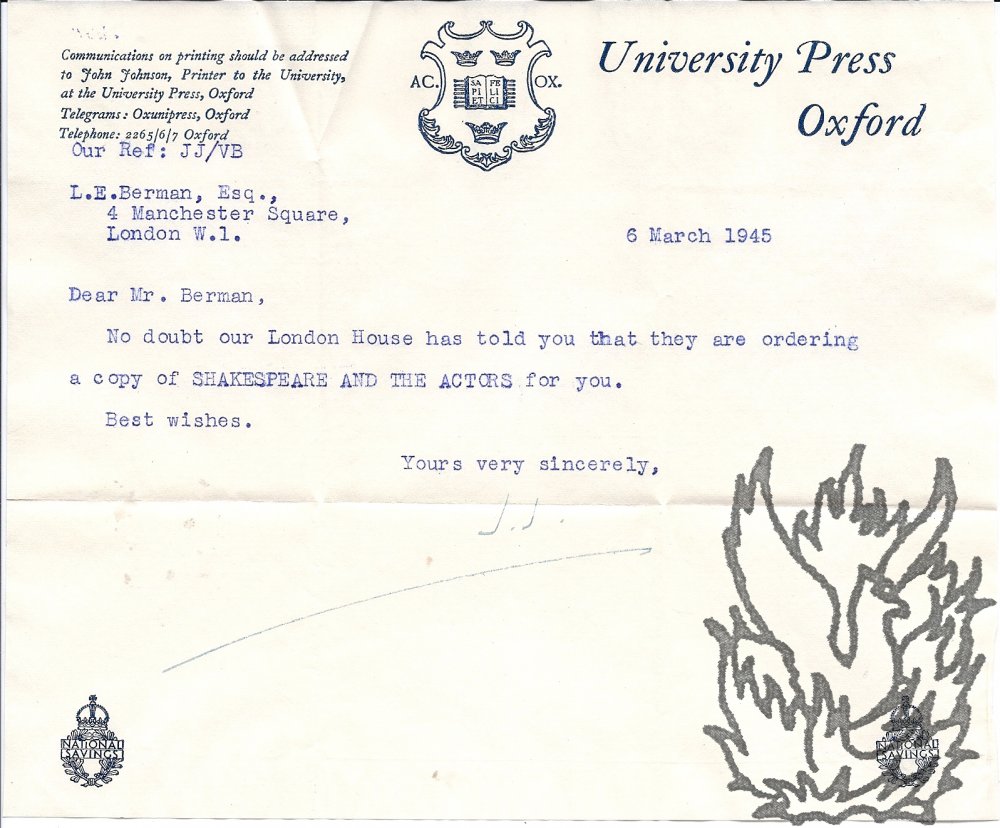 Communications on printing should be addressed
to John Johnson, Printer to the University,
at the University Press, Oxford
Telegrams: Oxunipress, Oxford
Telephone: 2265/6/7 Oxford
AC. OX.
SA PI ET FE LI CI
University Press
Oxford
Our Ref: JJ/VB
L.E.Berman, Esq.,
4 Manchester Square,
London W.1.
6 March 1945
Dear Mr. Berman,
No doubt our London House has told you that they are ordering
a copy of SHAKESPEARE AND THE ACTORS for you.
Best wishes.
Yours very sincerely,
J.J.
NATIONAL
SAVINGS
NATIONAL
SAVINGS